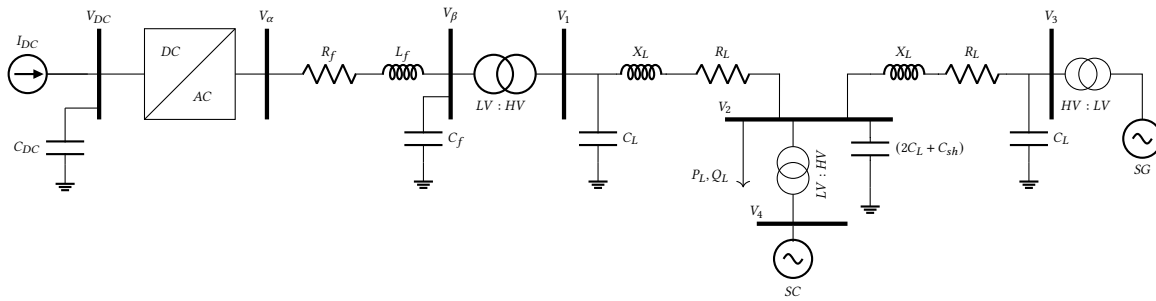 I_DC
V_DC
C_DC
DC
AC
V_α
R_f
L_f
V_β
C_f
LV : HV
V_1
C_L
X_L
R_L
V_2
P_L, Q_L
LV : HV
(2C_L + C_sh)
V_4
SC
X_L
R_L
V_3
C_L
HV : LV
SG